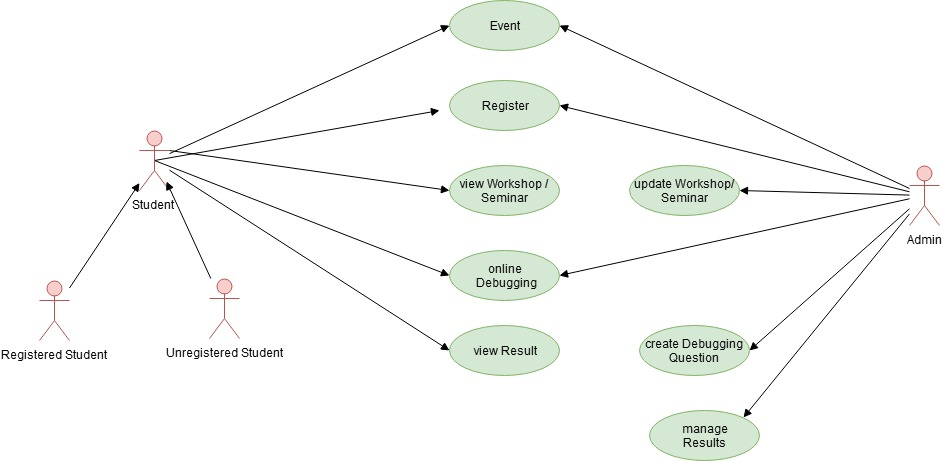 Event
Register
view Workshop /
Seminar
update Workshop/
Seminar
Student
Admin
online
Debugging
Registered Student
Unregistered Student
view Result
create Debugging
Question
manage
Results